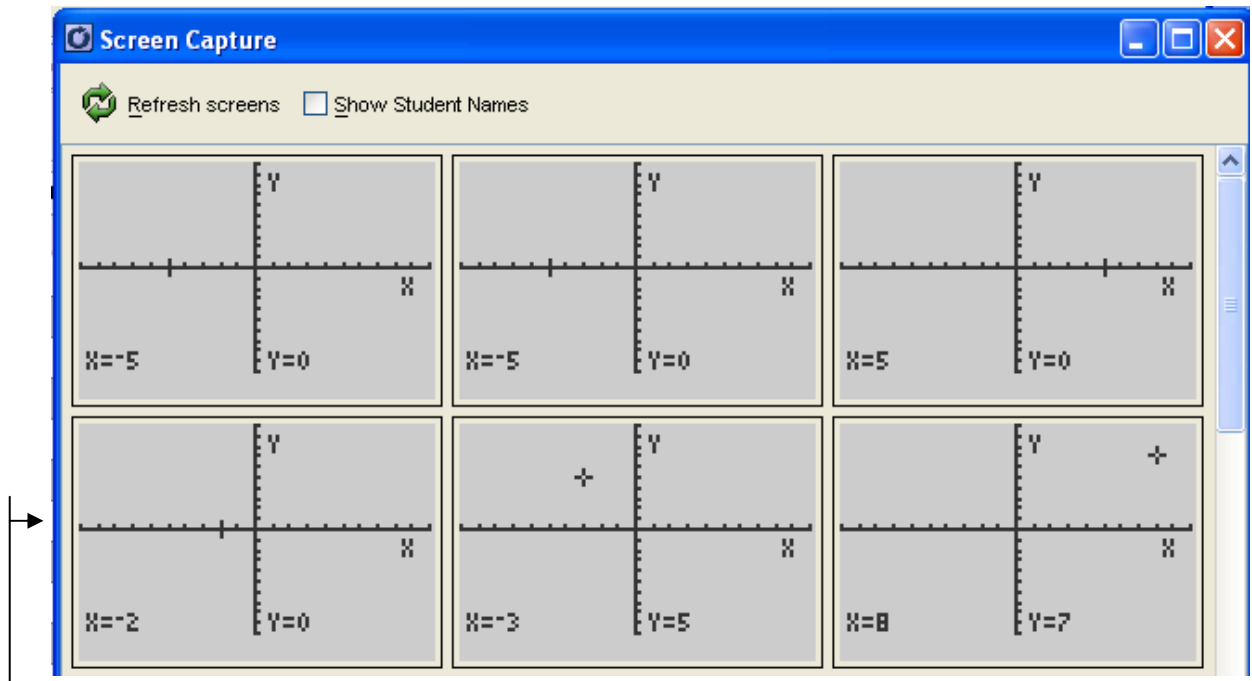 Screen Capture
Refresh screens Show Student Names
Y Y Y
X X X
X=-5 Y=0 X=-5 Y=0 X=5 Y=0
Y Y Y
X X X
X=-2 Y=0 X=-3 Y=5 X=8 Y=7